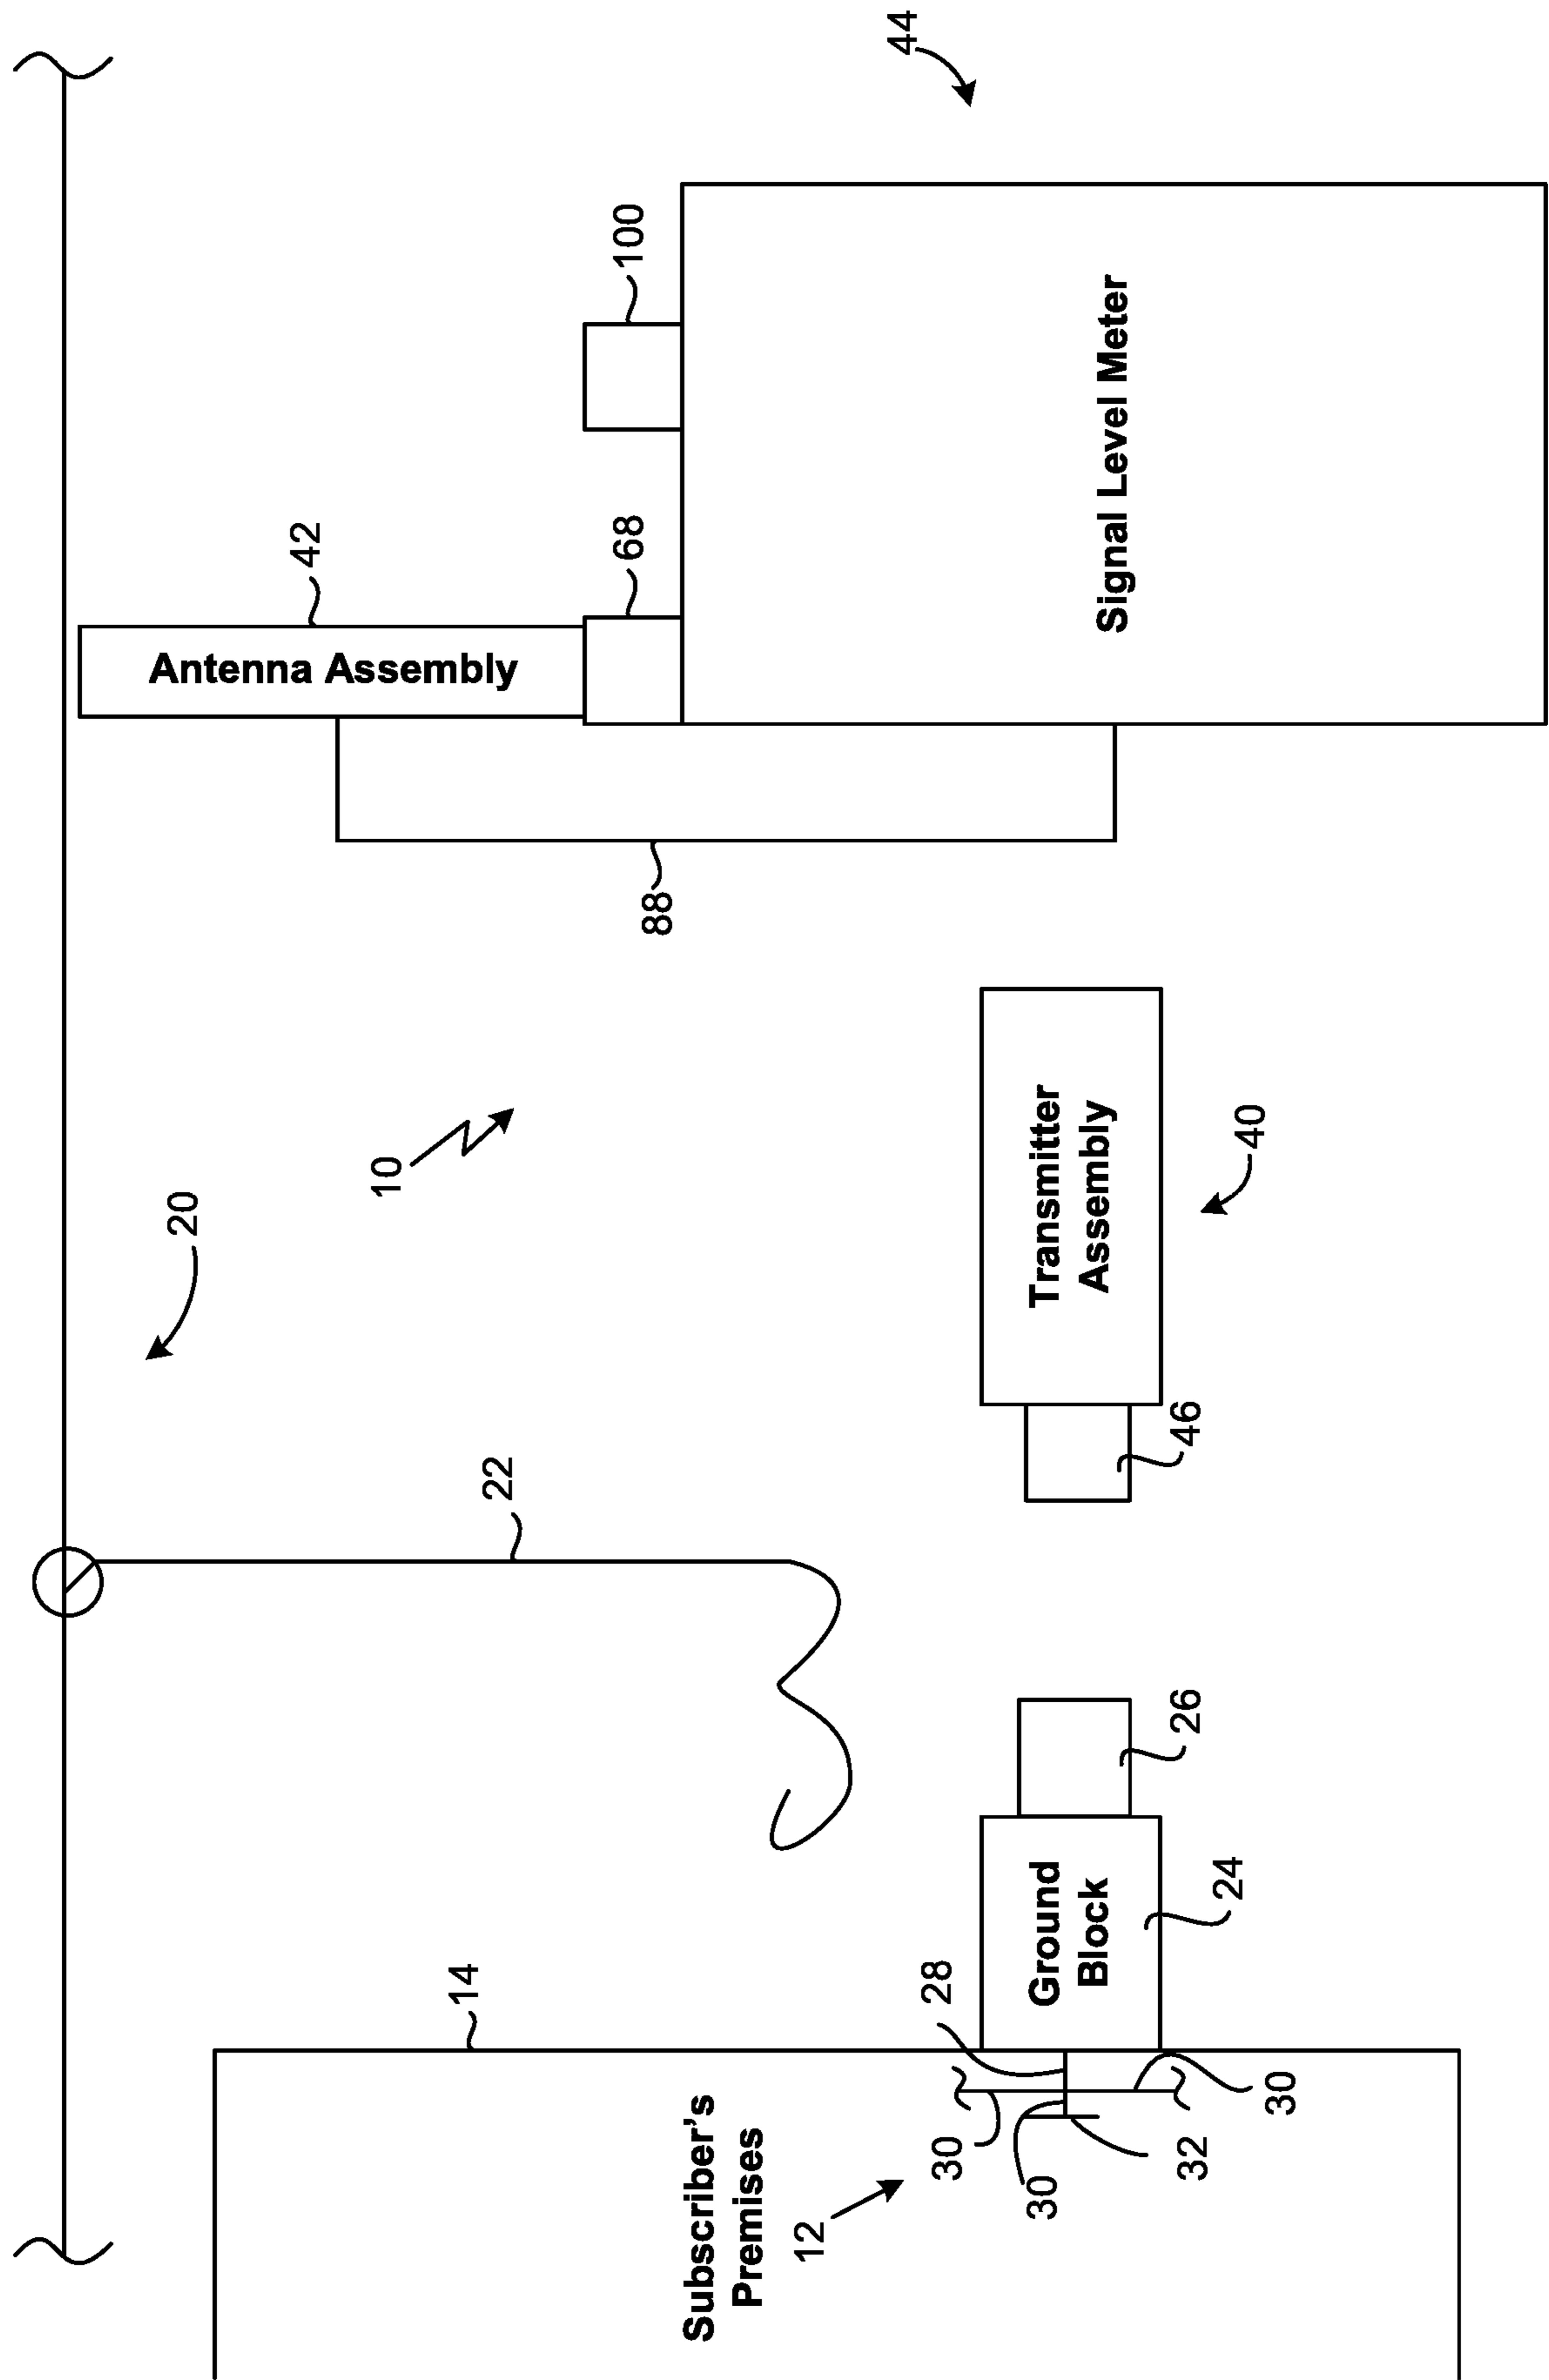 44
100
42
68
Antenna Assembly
Signal Level Meter
88
10
20
Transmitter
Assembly
40
46
22
26
Ground
Block
24
28
14
30
30
32
30
12
Subscriber's
Premises